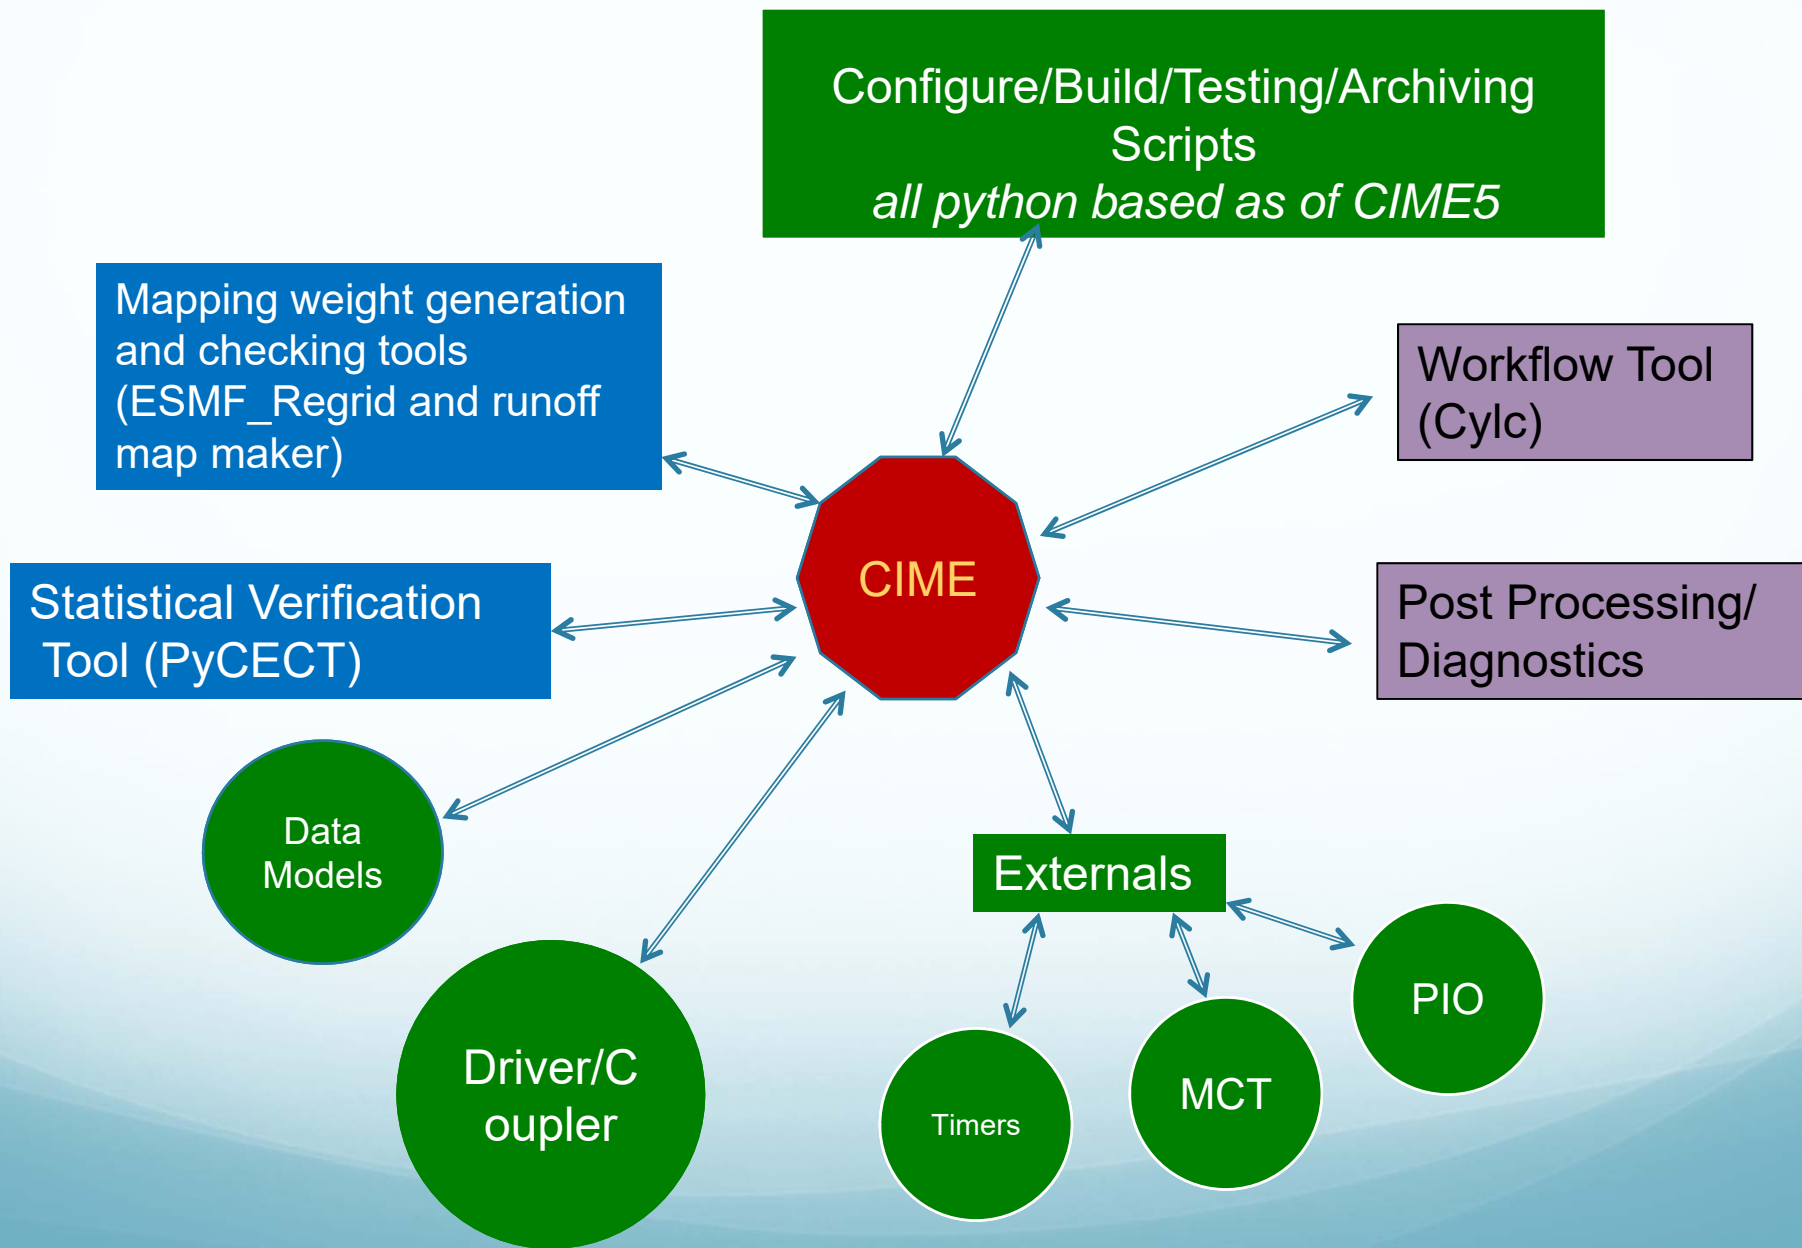 Configure/Build/Testing/Archiving
Scripts
all python based as of CIME5
Mapping weight generation
and checking tools
(ESMF_Regrid and runoff
map maker)
Workflow Tool
(Cylc)
CIME
Statistical Verification
Tool (PyCECT)
Post Processing/
Diagnostics
Data
Models
Externals
Driver/C
oupler
Timers
MCT
PIO